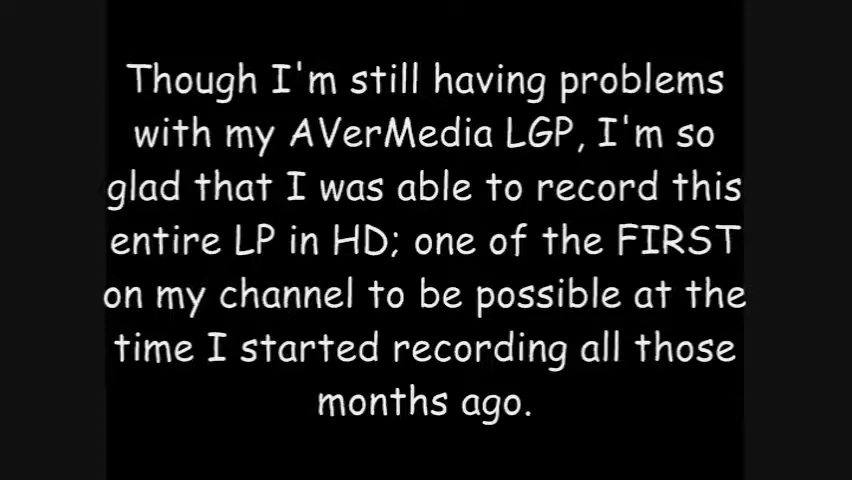 Though I'm still having problems
with my AVerMedia LGP, I'm so
glad that I was able to record this
entire LP in HD; one of the FIRST
on my channel to be possible at the
time I started recording all those
months ago.